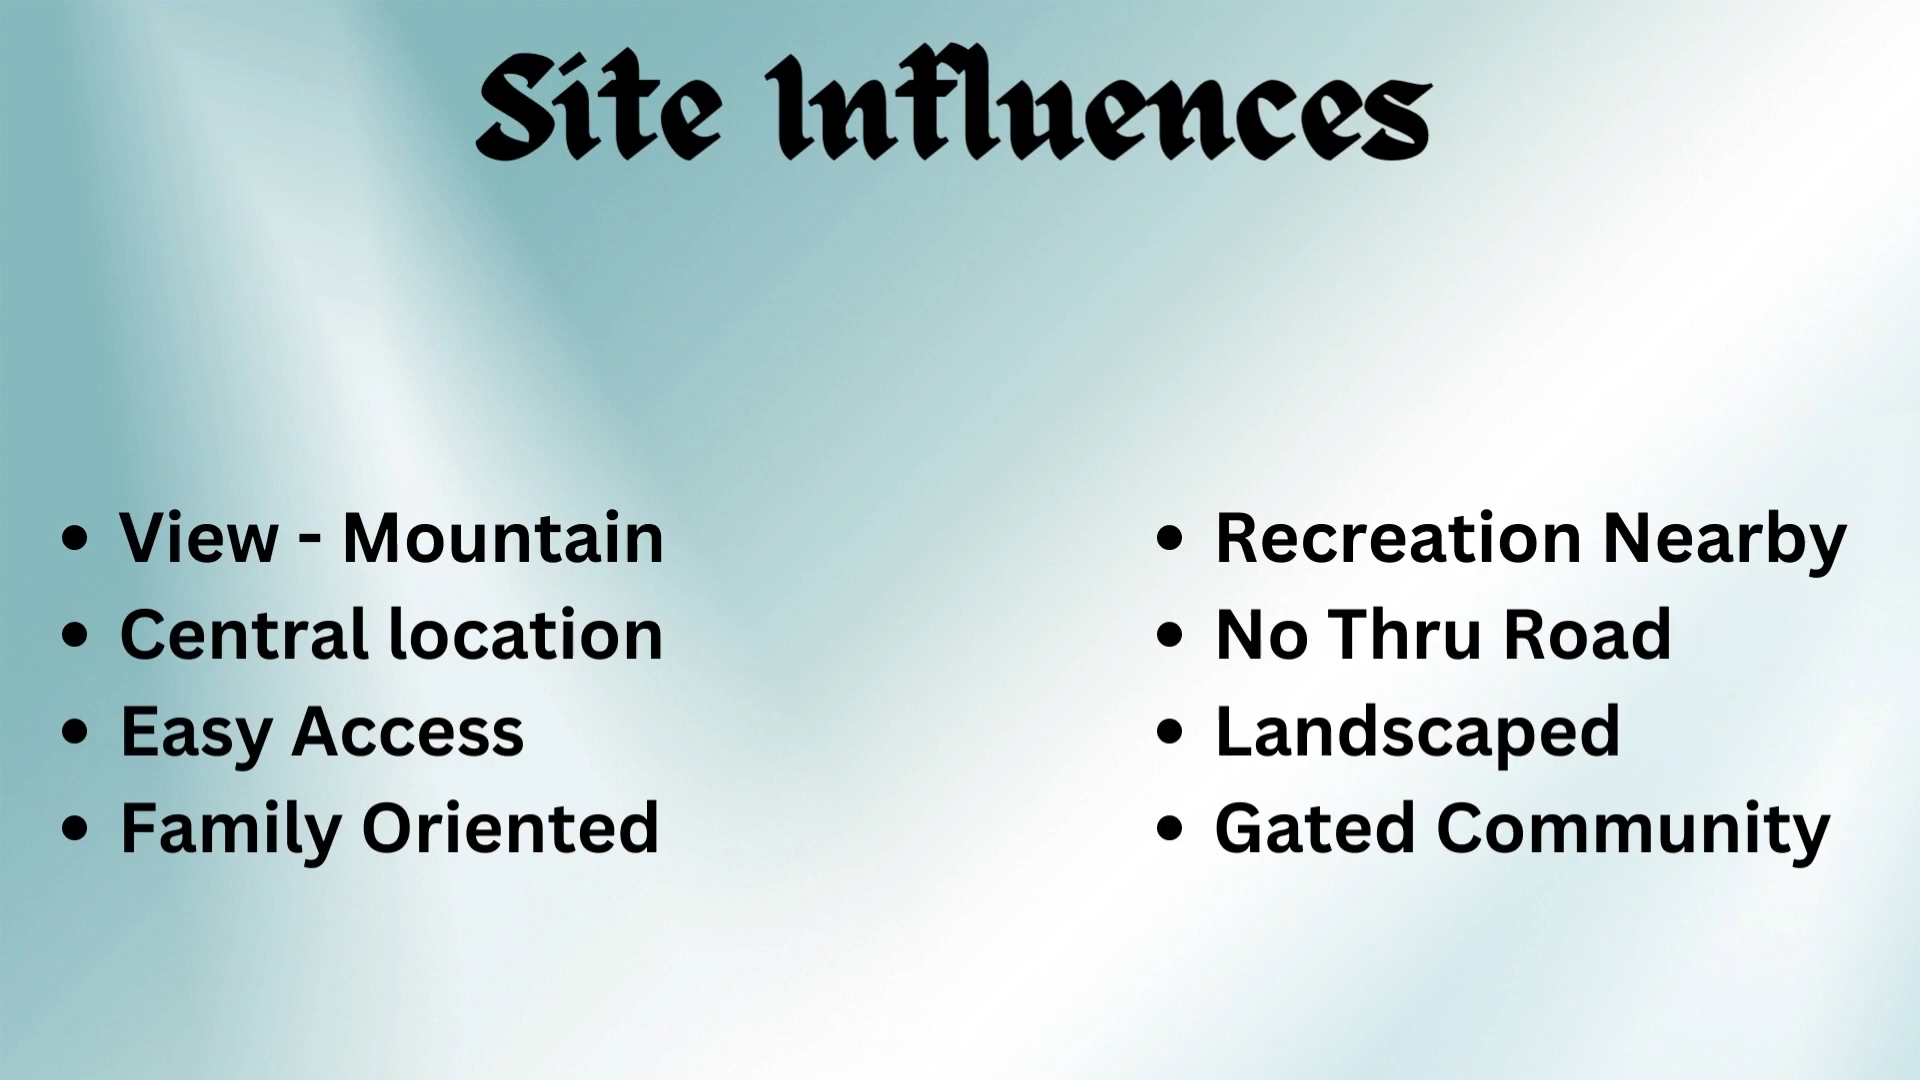 Site Influences
• View - Mountain
• Central location
• Easy Access
• Family Oriented
• Recreation Nearby
• No Thru Road
• Landscaped
• Gated Community